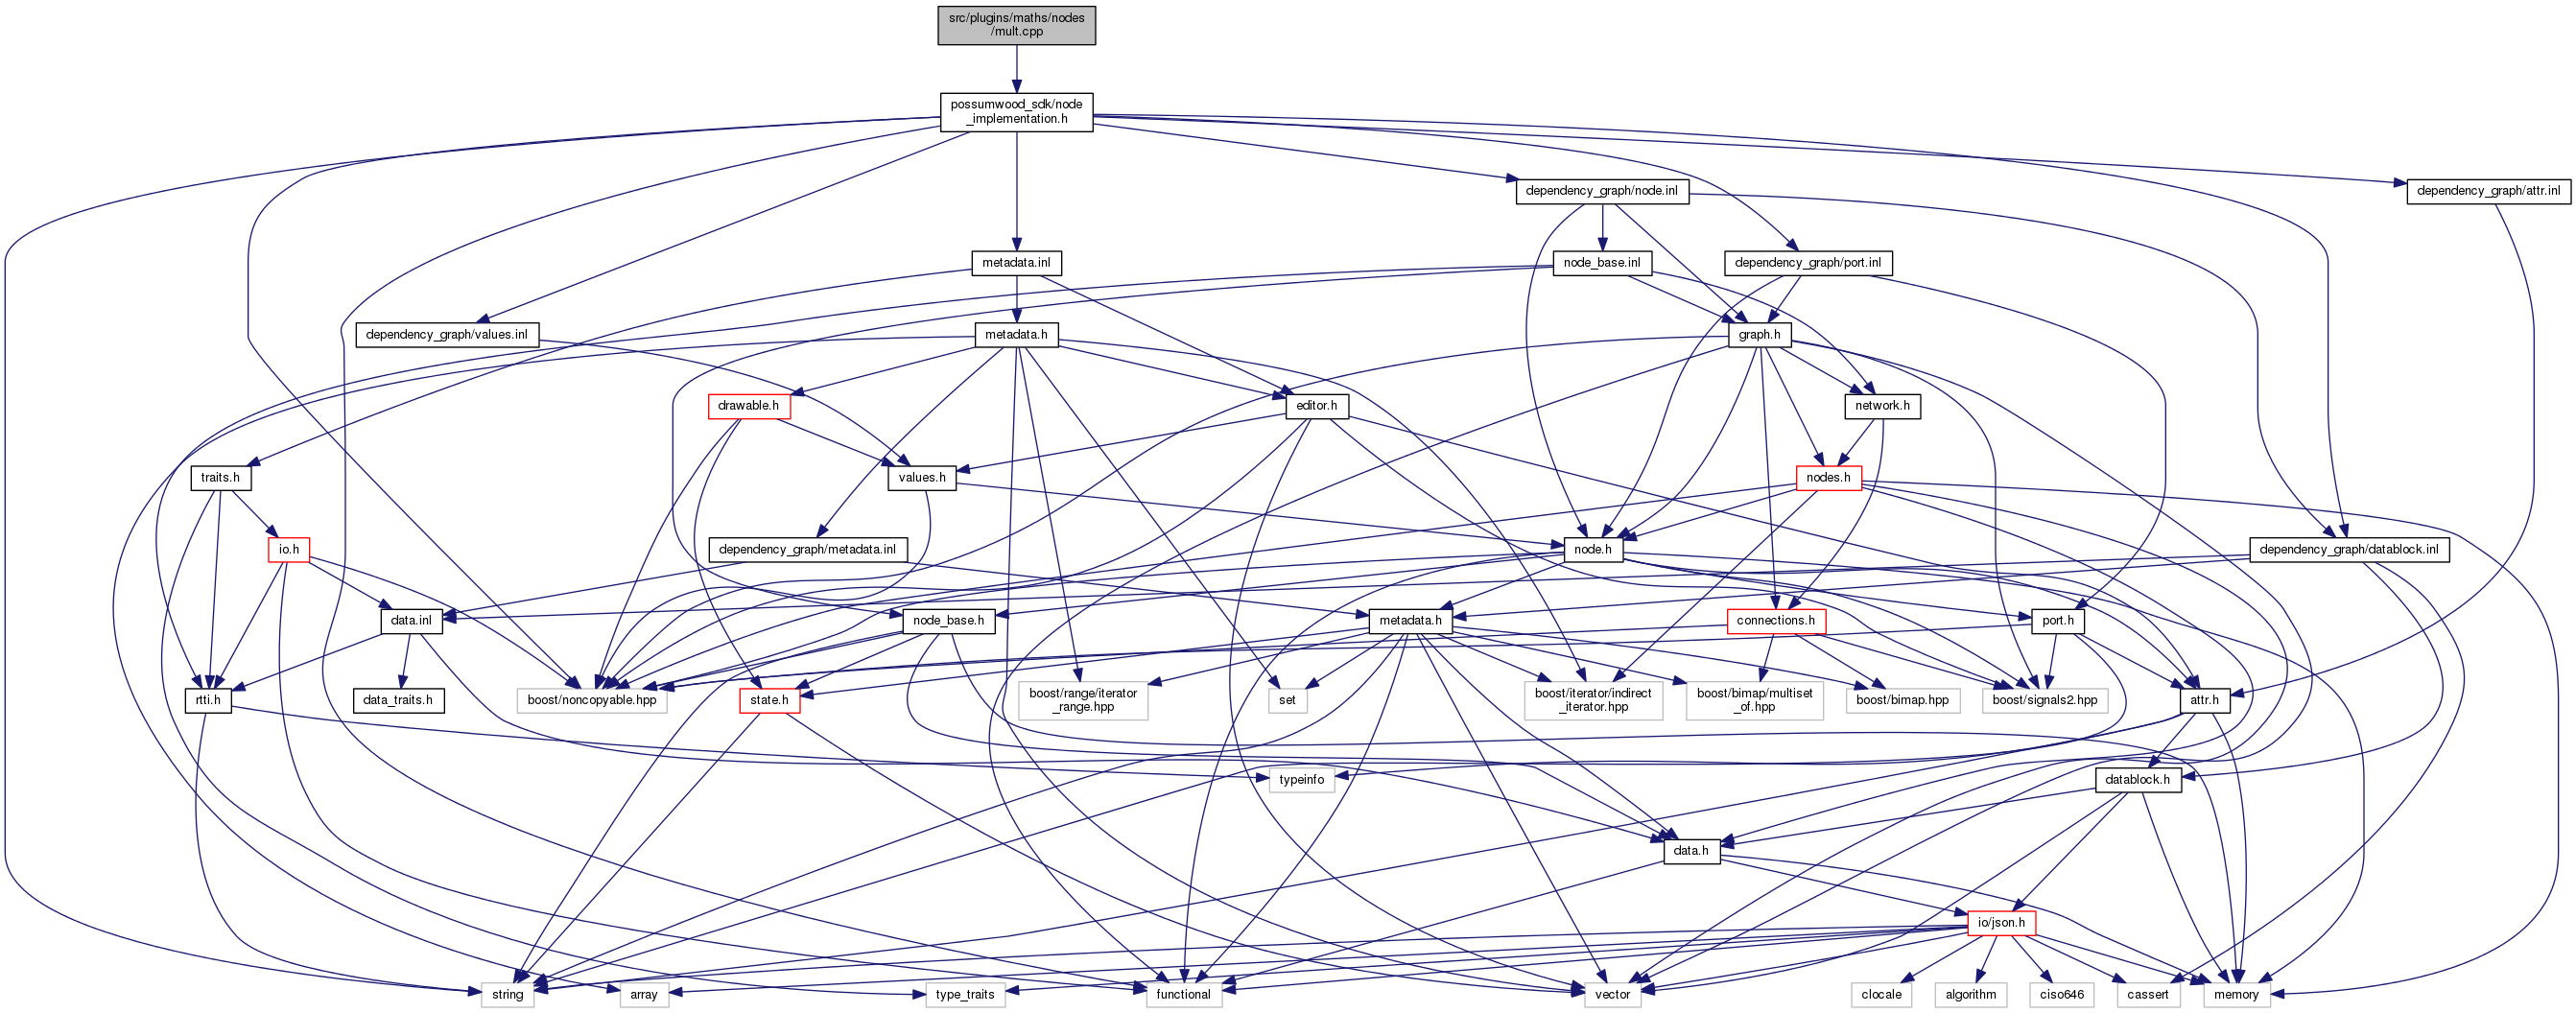 src/plugins/maths/nodes
/mult.cpp
possumwood_sdk/node
_implementation.h
dependency_graph/node.inl
dependency_graph/attr.inl
metadata.inl
node_base.inl
dependency_graph/port.inl
dependency_graph/values.inl
metadata.h
graph.h
drawable.h
editor.h
network.h
traits.h
values.h
nodes.h
io.h
dependency_graph/metadata.inl
node.h
dependency_graph/datablock.inl
data.inl
node_base.h
metadata.h
connections.h
port.h
rtti.h
data_traits.h
boost/noncopyable.hpp
state.h
boost/range/iterator
_range.hpp
set
boost/iterator/indirect
_iterator.hpp
boost/bimap/multiset
_of.hpp
boost/bimap.hpp
boost/signals2.hpp
attr.h
typeinfo
datablock.h
data.h
io/json.h
string
array
type_traits
functional
vector
clocale
algorithm
ciso646
cassert
memory